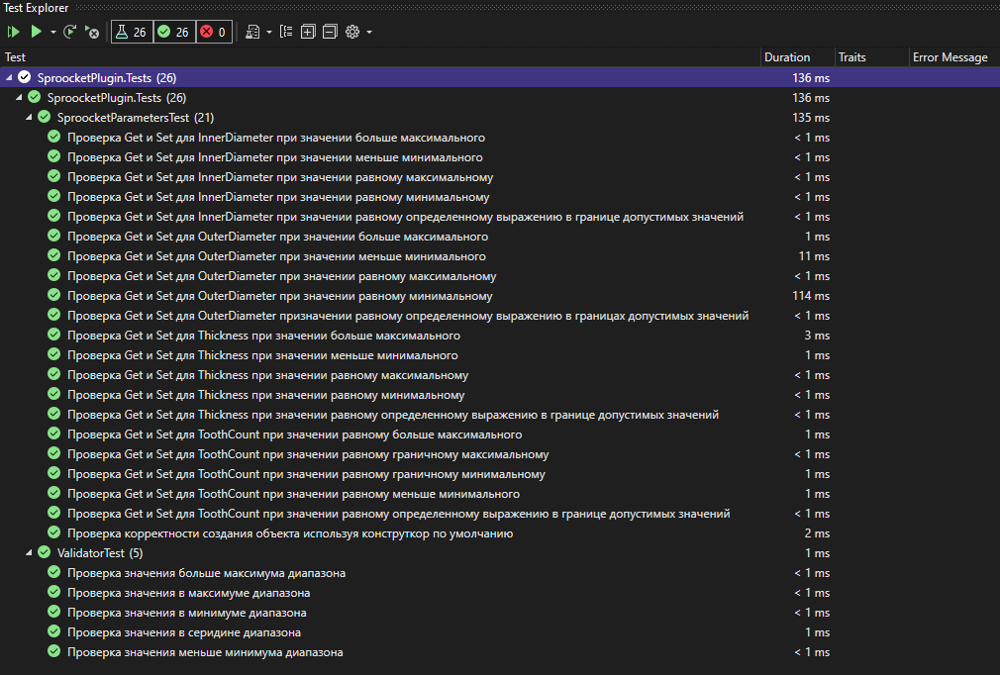 Test Explorer
26 26 0
Test Duration Traits Error Message
SproocketPlugin.Tests (26) 136 ms
SproocketPlugin.Tests (26) 136 ms
SproocketParametersTest (21) 135 ms
Проверка Get и Set для InnerDiameter при значении больше максимального < 1 ms
Проверка Get и Set для InnerDiameter при значении меньше минимального < 1 ms
Проверка Get и Set для InnerDiameter при значении равному максимальному < 1 ms
Проверка Get и Set для InnerDiameter при значении равному минимальному < 1 ms
Проверка Get и Set для InnerDiameter при значении равному определенному выражению в границе допустимых значений < 1 ms
Проверка Get и Set для OuterDiameter при значении больше максимального 1 ms
Проверка Get и Set для OuterDiameter при значении меньше минимального 11 ms
Проверка Get и Set для OuterDiameter при значении равному максимальному < 1 ms
Проверка Get и Set для OuterDiameter при значении равному минимальному 114 ms
Проверка Get и Set для OuterDiameter призначении равному определенному выражению в границах допустимых значений < 1 ms
Проверка Get и Set для Thickness при значении больше максимального 3 ms
Проверка Get и Set для Thickness при значении меньше минимального 1 ms
Проверка Get и Set для Thickness при значении равному максимальному < 1 ms
Проверка Get и Set для Thickness при значении равному минимальному < 1 ms
Проверка Get и Set для Thickness при значении равному определенному выражению в границе допустимых значений < 1 ms
Проверка Get и Set для ToothCount при значении равному больше максимального 1 ms
Проверка Get и Set для ToothCount при значении равному граничному максимальному < 1 ms
Проверка Get и Set для ToothCount при значении равному граничному минимальному 1 ms
Проверка Get и Set для ToothCount при значении равному меньше минимального 1 ms
Проверка Get и Set для ToothCount при значении равному определенному выражению в границе допустимых значений < 1 ms
Проверка корректности создания объекта используя конструткор по умолчанию 2 ms
ValidatorTest (5) 1 ms
Проверка значения больше максимума диапазона < 1 ms
Проверка значения в максимуме диапазона < 1 ms
Проверка значения в минимуме диапазона < 1 ms
Проверка значения в серидине диапазона 1 ms
Проверка значения меньше минимума диапазона < 1 ms